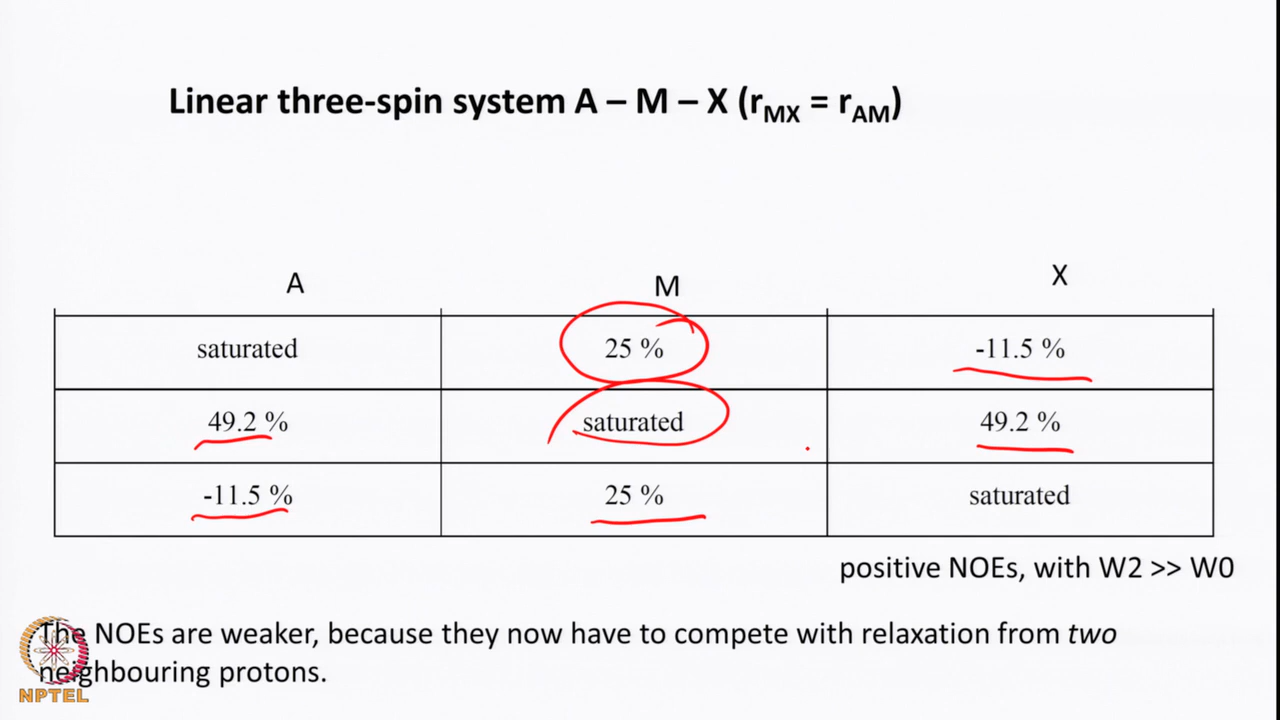 Linear three-spin system A – M – X (rMX = rAM)
A M X
saturated 25 % -11.5 %
49.2 % saturated 49.2 %
-11.5 % 25 % saturated
positive NOEs, with W2 >> W0
The NOEs are weaker, because they now have to compete with relaxation from two
neighbouring protons.
NPTEL